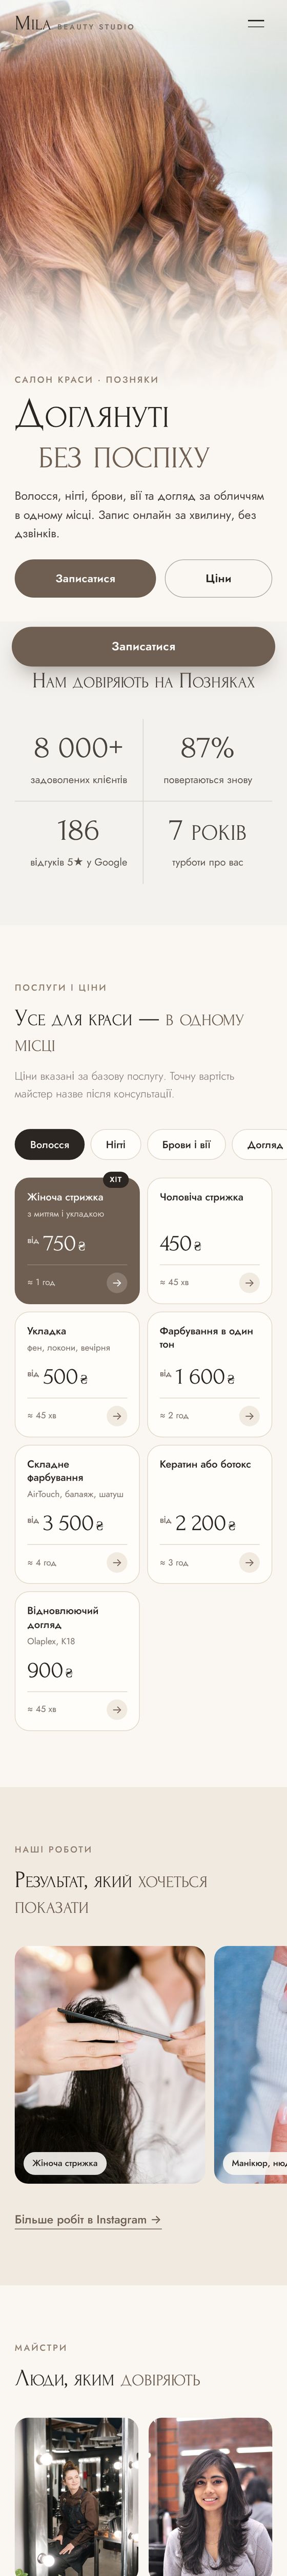 Mila BEAUTY STUDIO
САЛОН КРАСИ · ПОЗНЯКИ
Доглянуті
без поспіху
Волосся, нігті, брови, вії та догляд за обличчям
в одному місці. Запис онлайн за хвилину, без
дзвінків.
Записатися
Ціни
Записатися
Нам довіряють на Позняках
8 000+
задоволених клієнтів
87%
повертаються знову
186
відгуків 5★ у Google
7 років
турботи про вас
ПОСЛУГИ І ЦІНИ
Усе для краси — в одному
місці
Ціни вказані за базову послугу. Точну вартість
майстер назве після консультації.
Волосся
Нігті
Брови і вії
Догляд
ХІТ
Жіноча стрижка
з миттям і укладкою
від 750₴
≈ 1 год →
Чоловіча стрижка
450₴
≈ 45 хв →
Укладка
фен, локони, вечірня
від 500₴
≈ 45 хв →
Фарбування в один
тон
від 1 600₴
≈ 2 год →
Складне
фарбування
AirTouch, балаяж, шатуш
від 3 500₴
≈ 4 год →
Кератин або ботокс
від 2 200₴
≈ 3 год →
Відновлюючий
догляд
Olaplex, K18
900₴
≈ 45 хв →
НАШІ РОБОТИ
Результат, який хочеться
показати
Жіноча стрижка
Манікюр, нюд
Більше робіт в Instagram →
МАЙСТРИ
Люди, яким довіряють